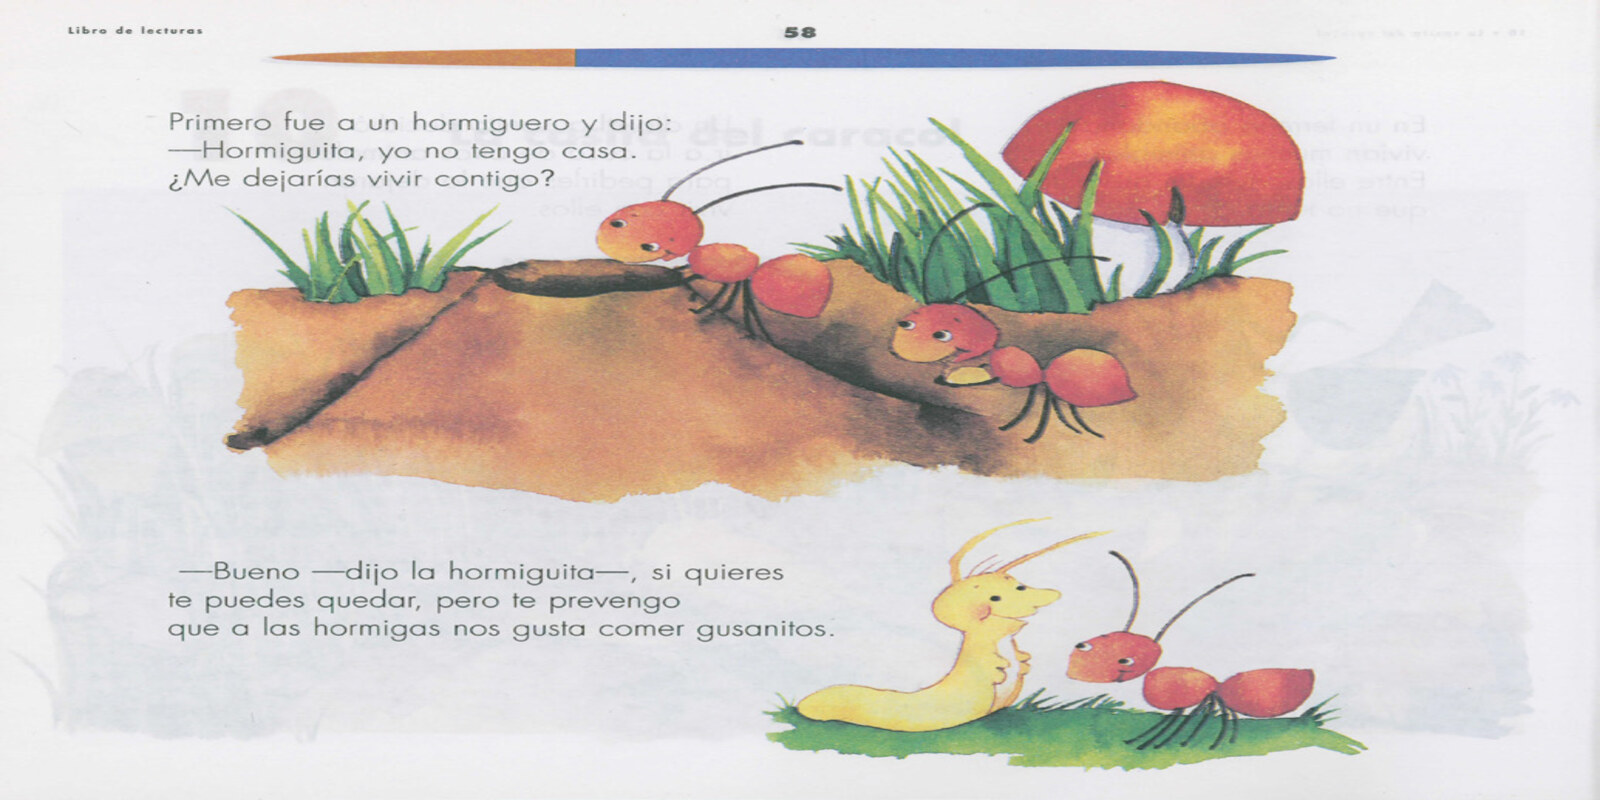 Libro de lecturas
58
Primero fue a un hormiguero y dijo:
—Hormiguita, yo no tengo casa.
¿Me dejarías vivir contigo?
—Bueno —dijo la hormiguita—, si quieres
te puedes quedar, pero te prevengo
que a las hormigas nos gusta comer gusanitos.